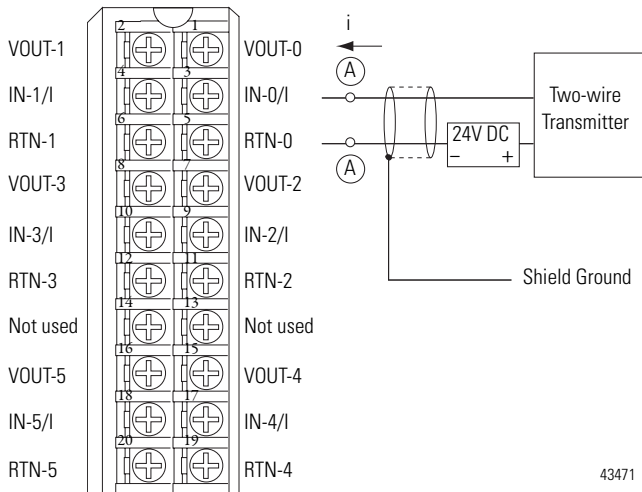 2 1
VOUT-1 VOUT-0
4 3
IN-1/I IN-0/I
6 5
RTN-1 RTN-0
8 7
VOUT-3 VOUT-2
10 9
IN-3/I IN-2/I
12 11
RTN-3 RTN-2
14 13
Not used Not used
16 15
VOUT-5 VOUT-4
18 17
IN-5/I IN-4/I
20 19
RTN-5 RTN-4
i
A
A
24V DC
– +
Two-wire
Transmitter
Shield Ground
43471